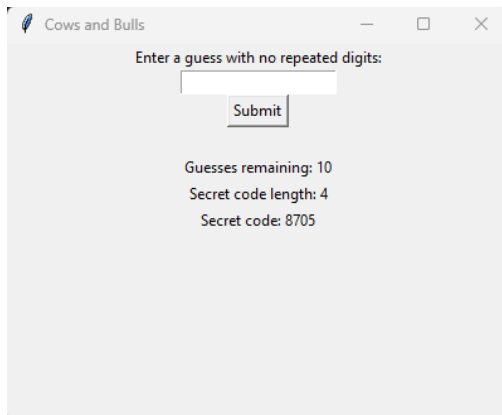 Cows and Bulls
Enter a guess with no repeated digits:
Submit
Guesses remaining: 10
Secret code length: 4
Secret code: 8705